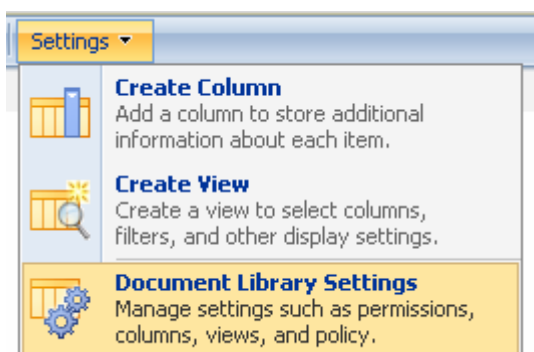 Settings
Create Column
Add a column to store additional
information about each item.
Create View
Create a view to select columns,
filters, and other display settings.
Document Library Settings
Manage settings such as permissions,
columns, views, and policy.